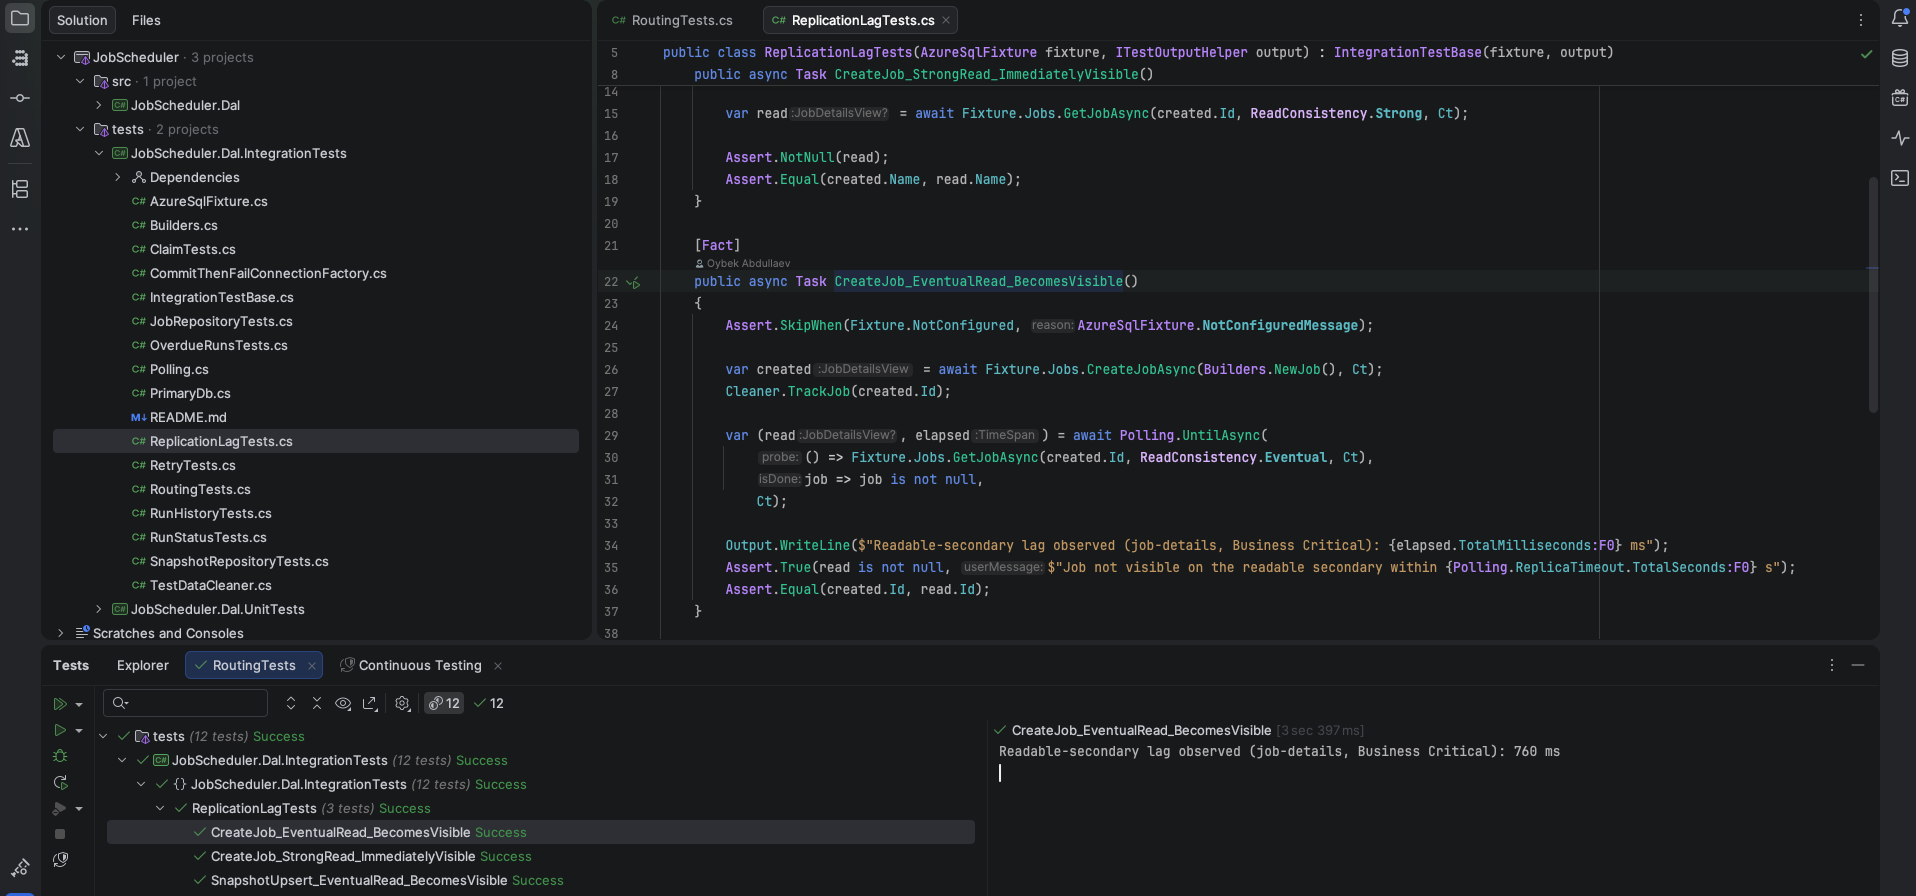 Solution Files
JobScheduler · 3 projects
src · 1 project
C# JobScheduler.Dal
tests · 2 projects
C# JobScheduler.Dal.IntegrationTests
Dependencies
C# AzureSqlFixture.cs
C# Builders.cs
C# ClaimTests.cs
C# CommitThenFailConnectionFactory.cs
C# IntegrationTestBase.cs
C# JobRepositoryTests.cs
C# OverdueRunsTests.cs
C# Polling.cs
C# PrimaryDb.cs
M↓ README.md
C# ReplicationLagTests.cs
C# RetryTests.cs
C# RoutingTests.cs
C# RunHistoryTests.cs
C# RunStatusTests.cs
C# SnapshotRepositoryTests.cs
C# TestDataCleaner.cs
C# JobScheduler.Dal.UnitTests
Scratches and Consoles
C# RoutingTests.cs C# ReplicationLagTests.cs ×
5 public class ReplicationLagTests(AzureSqlFixture fixture, ITestOutputHelper output) : IntegrationTestBase(fixture, output)
8 public async Task CreateJob_StrongRead_ImmediatelyVisible()
14
15 var read :JobDetailsView? = await Fixture.Jobs.GetJobAsync(created.Id, ReadConsistency.Strong, Ct);
16
17 Assert.NotNull(read);
18 Assert.Equal(created.Name, read.Name);
19 }
20
21 [Fact]
Oybek Abdullaev
22 public async Task CreateJob_EventualRead_BecomesVisible()
23 {
24 Assert.SkipWhen(Fixture.NotConfigured, reason: AzureSqlFixture.NotConfiguredMessage);
25
26 var created :JobDetailsView = await Fixture.Jobs.CreateJobAsync(Builders.NewJob(), Ct);
27 Cleaner.TrackJob(created.Id);
28
29 var (read :JobDetailsView? , elapsed :TimeSpan ) = await Polling.UntilAsync(
30 probe: () => Fixture.Jobs.GetJobAsync(created.Id, ReadConsistency.Eventual, Ct),
31 isDone: job => job is not null,
32 Ct);
33
34 Output.WriteLine($"Readable-secondary lag observed (job-details, Business Critical): {elapsed.TotalMilliseconds:F0} ms");
35 Assert.True(read is not null, userMessage: $"Job not visible on the readable secondary within {Polling.ReplicaTimeout.TotalSeconds:F0} s");
36 Assert.Equal(created.Id, read.Id);
37 }
38
Tests Explorer RoutingTests × Continuous Testing ×
12 12
tests (12 tests) Success
C# JobScheduler.Dal.IntegrationTests (12 tests) Success
{} JobScheduler.Dal.IntegrationTests (12 tests) Success
ReplicationLagTests (3 tests) Success
CreateJob_EventualRead_BecomesVisible Success
CreateJob_StrongRead_ImmediatelyVisible Success
SnapshotUpsert_EventualRead_BecomesVisible Success
CreateJob_EventualRead_BecomesVisible [3 sec 397 ms]
Readable-secondary lag observed (job-details, Business Critical): 760 ms